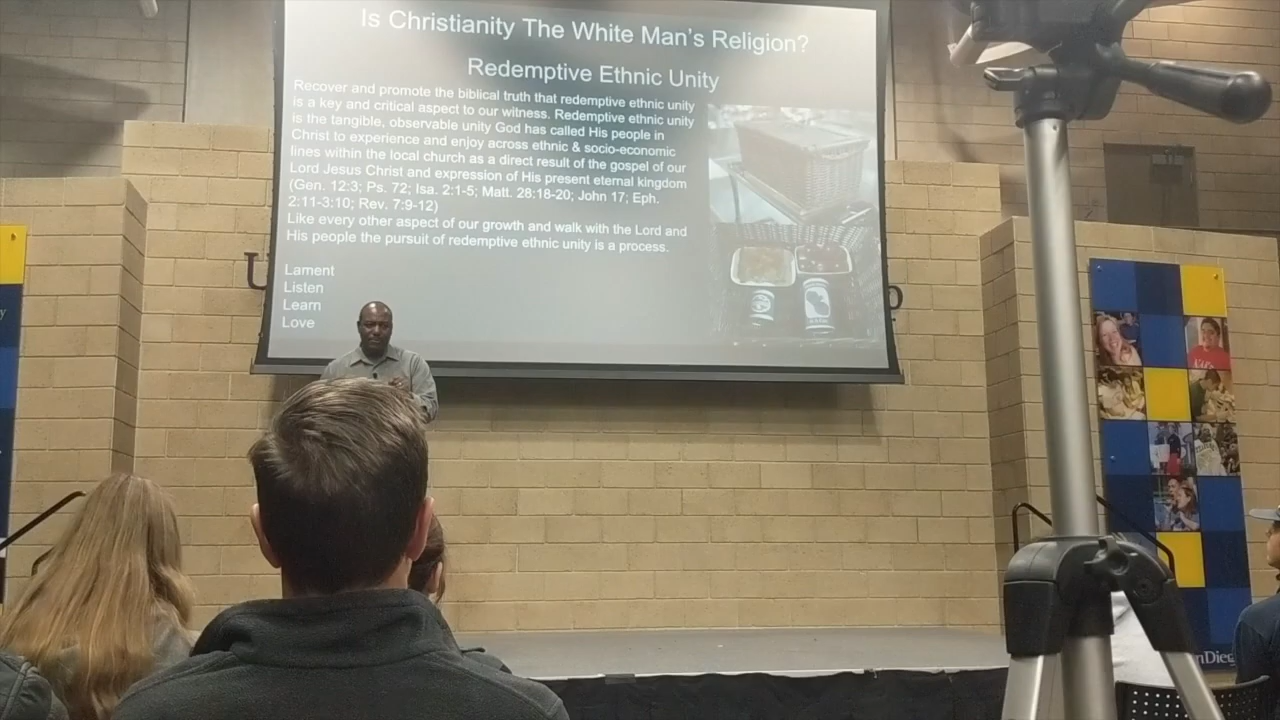 Is Christianity The White Man's Religion?
Redemptive Ethnic Unity
Recover and promote the biblical truth that redemptive ethnic unity
is a key and critical aspect to our witness. Redemptive ethnic unity
is the tangible, observable unity God has called His people in
Christ to experience and enjoy across ethnic & socio-economic
lines within the local church as a direct result of the gospel of our
Lord Jesus Christ and expression of His present eternal kingdom
(Gen. 12:3; Ps. 72; Isa. 2:1-5; Matt. 28:18-20; John 17; Eph.
2:11-3:10; Rev. 7:9-12)
Like every other aspect of our growth and walk with the Lord and
His people the pursuit of redemptive ethnic unity is a process.
Lament
Listen
Learn
Love
U